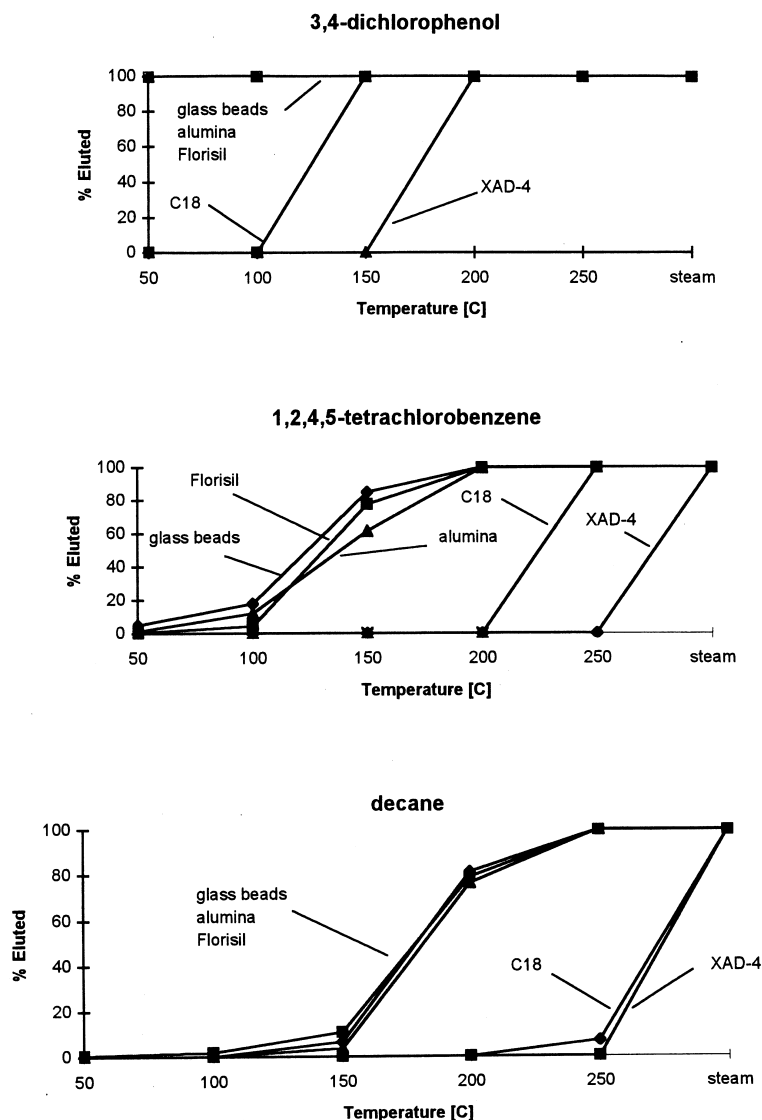 3,4-dichlorophenol
100
80
60
40
20
0
% Eluted
glass beads
alumina
Florisil
C18
XAD-4
50 100 150 200 250 steam
Temperature [C]
1,2,4,5-tetrachlorobenzene
100
80
60
40
20
0
% Eluted
Florisil
glass beads
C18
alumina
XAD-4
50 100 150 200 250 steam
Temperature [C]
decane
100
80
60
40
20
0
% Eluted
glass beads
alumina
Florisil
C18
XAD-4
50 100 150 200 250 steam
Temperature [C]